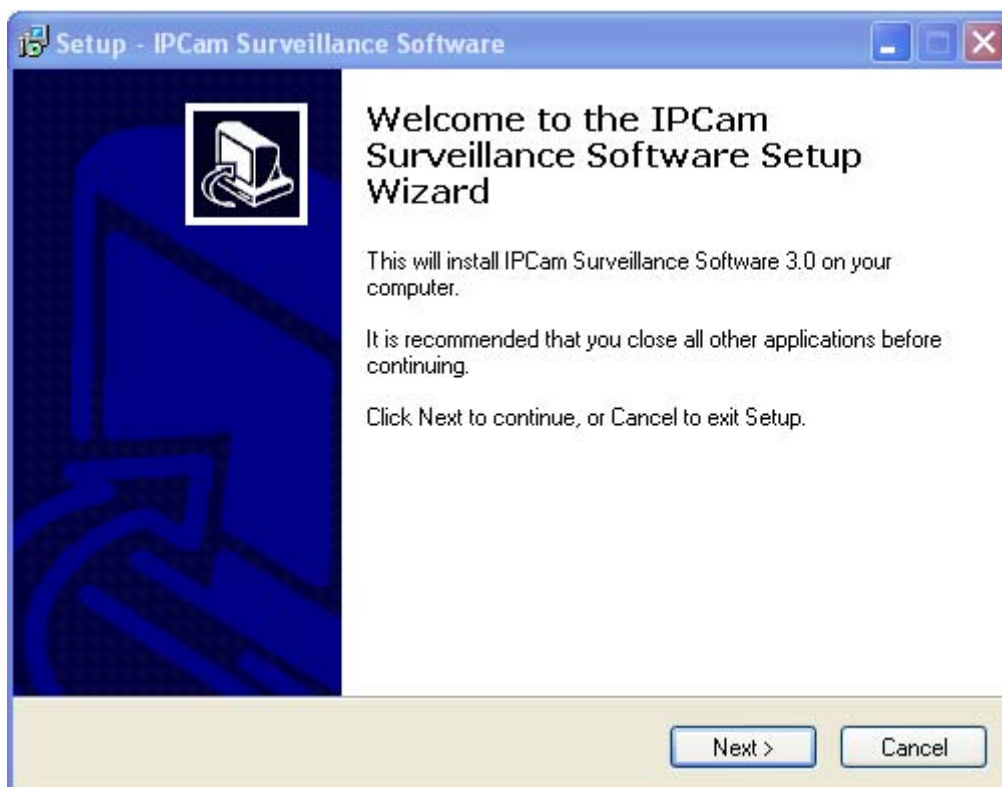 Setup - IPCam Surveillance Software
Welcome to the IPCam
Surveillance Software Setup
Wizard
This will install IPCam Surveillance Software 3.0 on your
computer.
It is recommended that you close all other applications before
continuing.
Click Next to continue, or Cancel to exit Setup.
Next >
Cancel